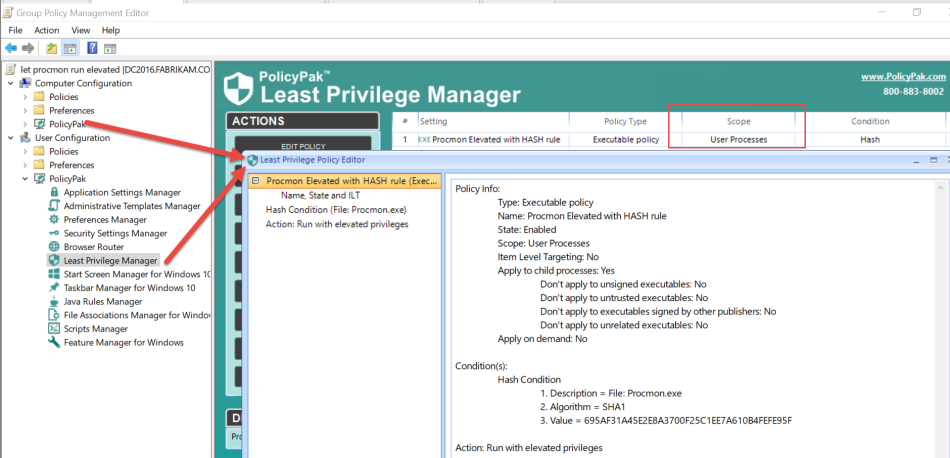 Group Policy Management Editor
File Action View Help
let procmon run elevated [DC2016.FABRIKAM.CO
Computer Configuration
Policies
Preferences
PolicyPak
User Configuration
Policies
Preferences
PolicyPak
Application Settings Manager
Administrative Templates Manager
Preferences Manager
Security Settings Manager
Browser Router
Least Privilege Manager
Start Screen Manager for Windows 10
Taskbar Manager for Windows 10
Java Rules Manager
File Associations Manager for Window
Scripts Manager
Feature Manager for Windows
PolicyPak™
Least Privilege Manager
www.PolicyPak.com
800-883-8002
ACTIONS
EDIT POLICY
# Setting Policy Type Scope Condition
1 EXE Procmon Elevated with HASH rule Executable policy User Processes Hash
D
Pro
Least Privilege Policy Editor
Procmon Elevated with HASH rule (Exec...
Name, State and ILT
Hash Condition (File: Procmon.exe)
Action: Run with elevated privileges
Policy Info:
Type: Executable policy
Name: Procmon Elevated with HASH rule
State: Enabled
Scope: User Processes
Item Level Targeting: No
Apply to child processes: Yes
Don't apply to unsigned executables: No
Don't apply to untrusted executables: No
Don't apply to executables signed by other publishers: No
Don't apply to unrelated executables: No
Apply on demand: No
Condition(s):
Hash Condition
1. Description = File: Procmon.exe
2. Algorithm = SHA1
3. Value = 695AF31A45E2E8A3700F25C1EE7A610B4FEFE95F
Action: Run with elevated privileges